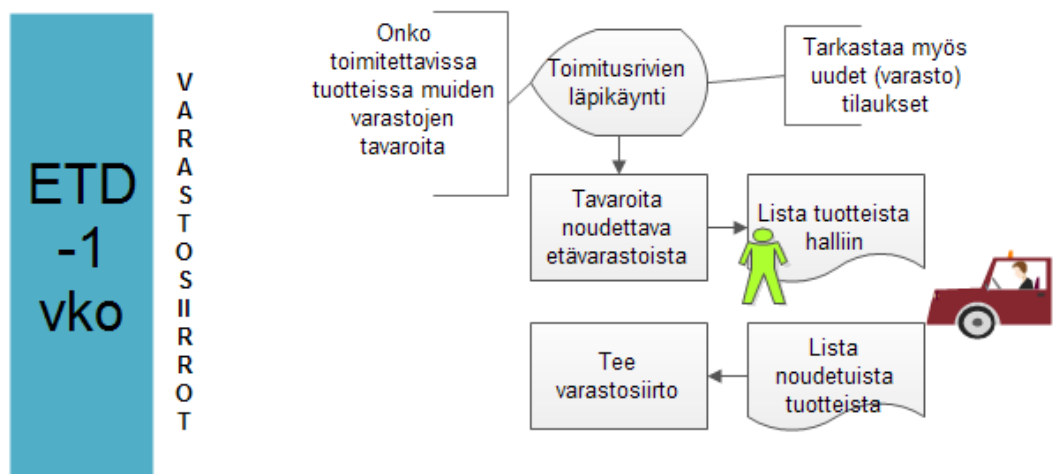 ETD
-1
vko
VARASTOSIIRROT
Onko
toimitettavissa
tuotteissa muiden
varastojen
tavaroita
Toimitusrivien
läpikäynti
Tarkastaa myös
uudet (varasto)
tilaukset
Tavaroita
noudettava
etävarastoista
Lista tuotteista
halliin
Tee
varastosiirto
Lista
noudetuista
tuotteista